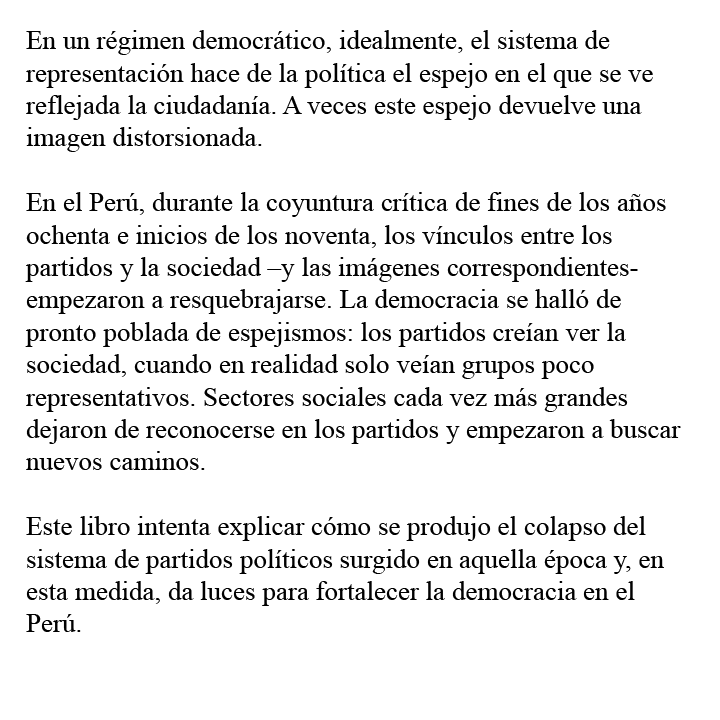 En un régimen democrático, idealmente, el sistema de
representación hace de la política el espejo en el que se ve
reflejada la ciudadanía. A veces este espejo devuelve una
imagen distorsionada.
En el Perú, durante la coyuntura crítica de fines de los años
ochenta e inicios de los noventa, los vínculos entre los
partidos y la sociedad –y las imágenes correspondientes-
empezaron a resquebrajarse. La democracia se halló de
pronto poblada de espejismos: los partidos creían ver la
sociedad, cuando en realidad solo veían grupos poco
representativos. Sectores sociales cada vez más grandes
dejaron de reconocerse en los partidos y empezaron a buscar
nuevos caminos.
Este libro intenta explicar cómo se produjo el colapso del
sistema de partidos políticos surgido en aquella época y, en
esta medida, da luces para fortalecer la democracia en el
Perú.